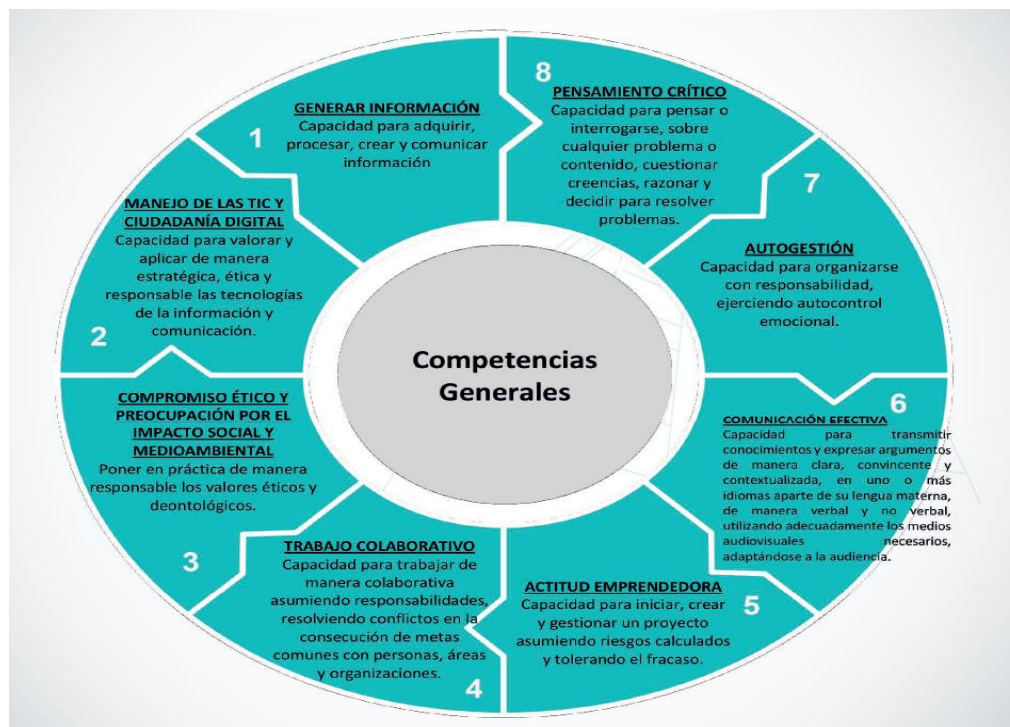 Competencias
Generales
1
GENERAR INFORMACIÓN
Capacidad para adquirir,
procesar, crear y comunicar
información
2
MANEJO DE LAS TIC Y
CIUDADANÍA DIGITAL
Capacidad para valorar y
aplicar de manera
estratégica, ética y
responsable las tecnologías
de la información y
comunicación.
3
COMPROMISO ÉTICO Y
PREOCUPACIÓN POR EL
IMPACTO SOCIAL Y
MEDIOAMBIENTAL
Poner en práctica de manera
responsable los valores éticos y
deontológicos.
4
TRABAJO COLABORATIVO
Capacidad para trabajar de
manera colaborativa
asumiendo responsabilidades,
resolviendo conflictos en la
consecución de metas
comunes con personas, áreas
y organizaciones.
5
ACTITUD EMPRENDEDORA
Capacidad para iniciar, crear
y gestionar un proyecto
asumiendo riesgos calculados
y tolerando el fracaso.
6
COMUNICACIÓN EFECTIVA
Capacidad para transmitir
conocimientos y expresar argumentos
de manera clara, convincente y
contextualizada, en uno o más
idiomas aparte de su lengua materna,
de manera verbal y no verbal,
utilizando adecuadamente los medios
audiovisuales necesarios,
adaptándose a la audiencia.
7
AUTOGESTIÓN
Capacidad para organizarse
con responsabilidad,
ejerciendo autocontrol
emocional.
8
PENSAMIENTO CRÍTICO
Capacidad para pensar o
interrogarse, sobre
cualquier problema o
contenido, cuestionar
creencias, razonar y
decidir para resolver
problemas.